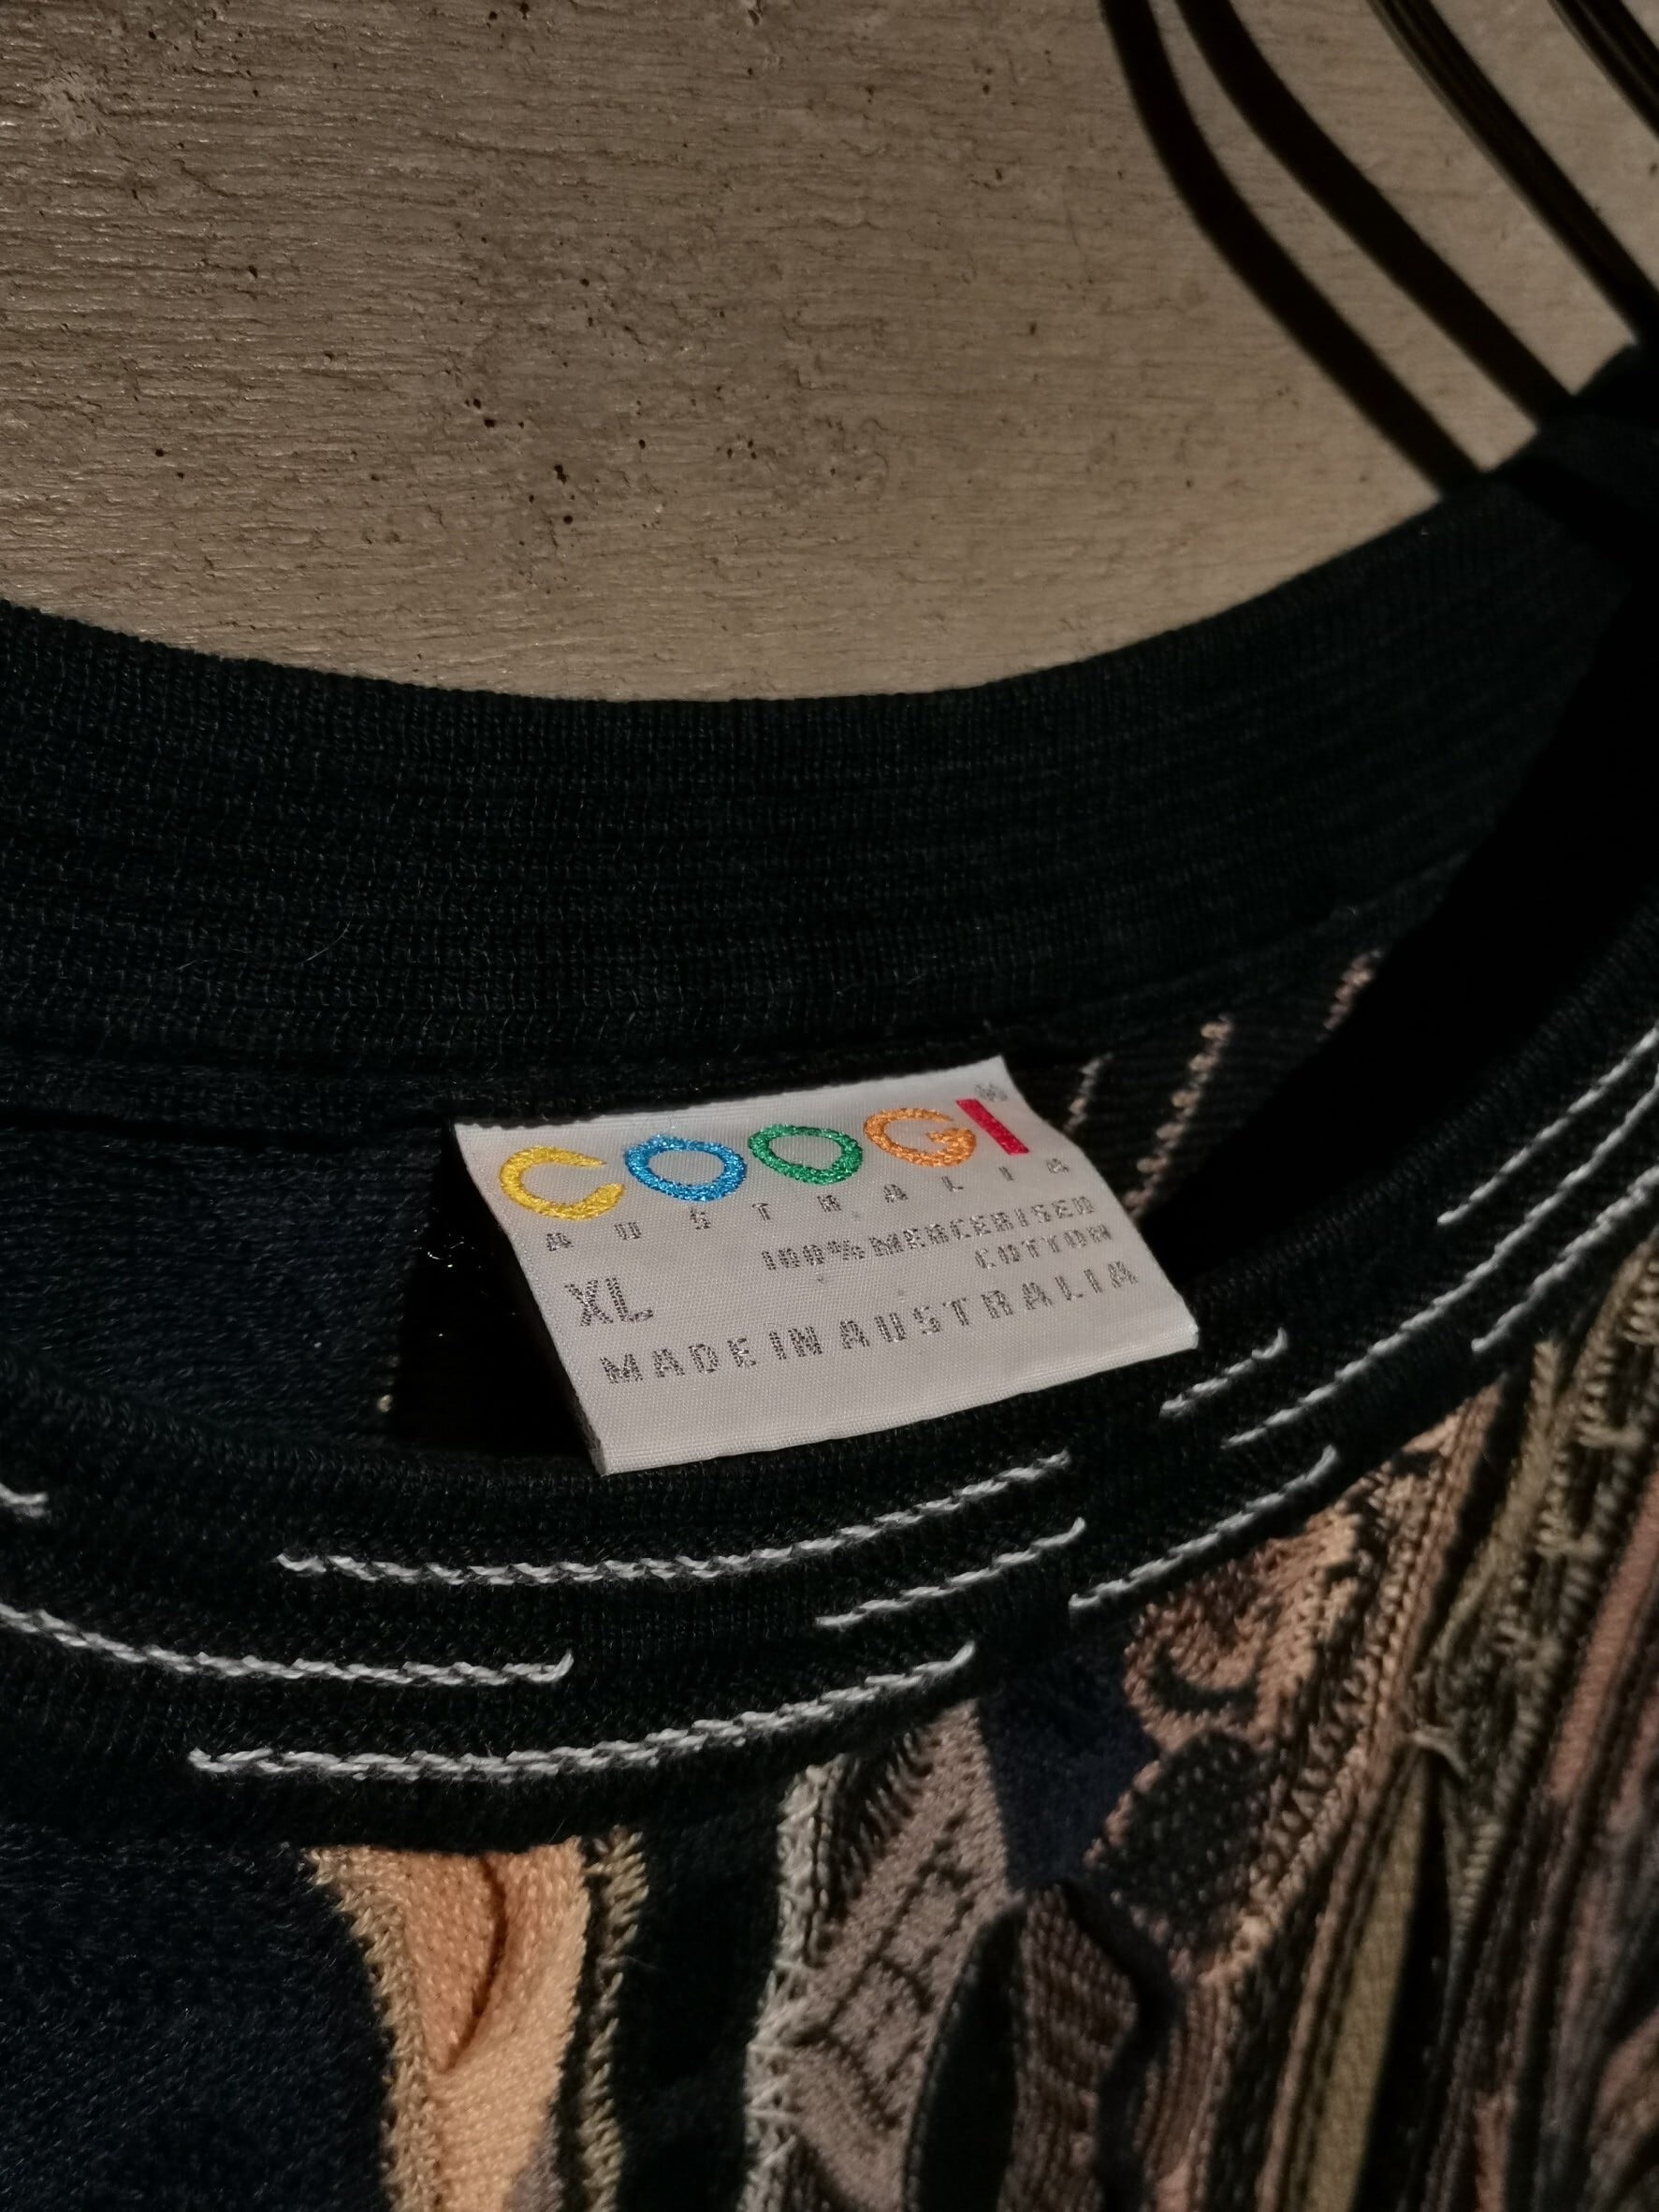 COOGI®
AUSTRALIA
100% MERCERISED
COTTON
XL
MADE IN AUSTRALIA